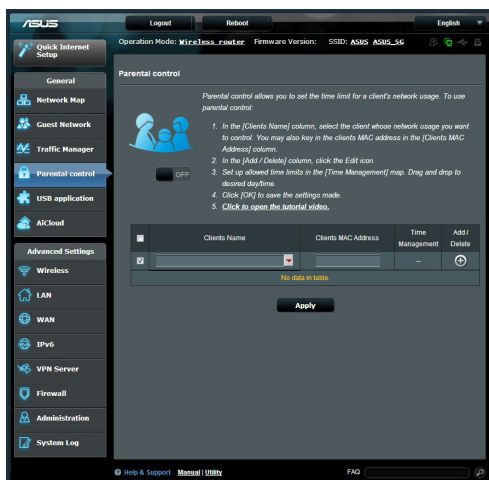 ASUS
Logout
Reboot
English
Quick Internet
Setup
Operation Mode: Wireless router Firmware Version: SSID: ASUS ASUS_5G
General
Network Map
Guest Network
Traffic Manager
Parental control
USB application
AiCloud
Advanced Settings
Wireless
LAN
WAN
IPv6
VPN Server
Firewall
Administration
System Log
Parental control
Parental control allows you to set the time limit for a client's network usage. To use
parental control:
1. In the [Clients Name] column, select the client whose network usage you want
to control. You may also key in the clients MAC address in the [Clients MAC
Address] column.
2. In the [Add / Delete] column, click the Edit icon.
3. Set up allowed time limits in the [Time Management] map. Drag and drop to
desired day/time.
4. Click [OK] to save the settings made.
5. Click to open the tutorial video.
OFF
Clients Name
Clients MAC Address
Time
Management
Add /
Delete
--
No data in table.
Apply
Help & Support Manual | Utility
FAQ